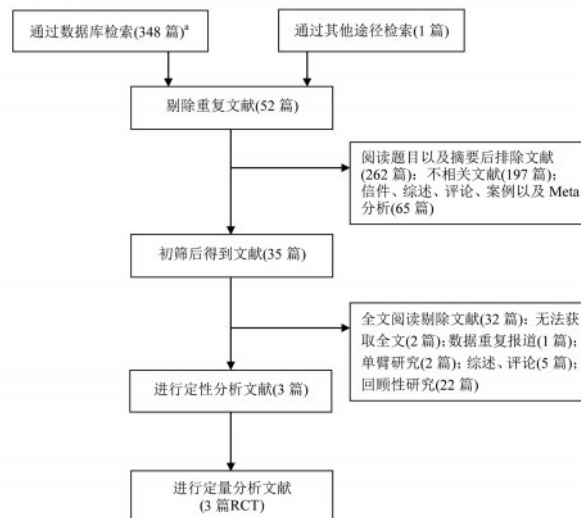 通过数据库检索(348 篇)ᵃ
通过其他途径检索(1 篇)
剔除重复文献(52 篇)
阅读题目以及摘要后排除文献
(262 篇)：不相关文献(197 篇)；
信件、综述、评论、案例以及 Meta
分析(65 篇)
初筛后得到文献(35 篇)
全文阅读剔除文献(32 篇)：无法获
取全文(2 篇)；数据重复报道(1 篇)；
单臂研究(2 篇)；综述、评论(5 篇)；
回顾性研究(22 篇)
进行定性分析文献(3 篇)
进行定量分析文献
(3 篇RCT)